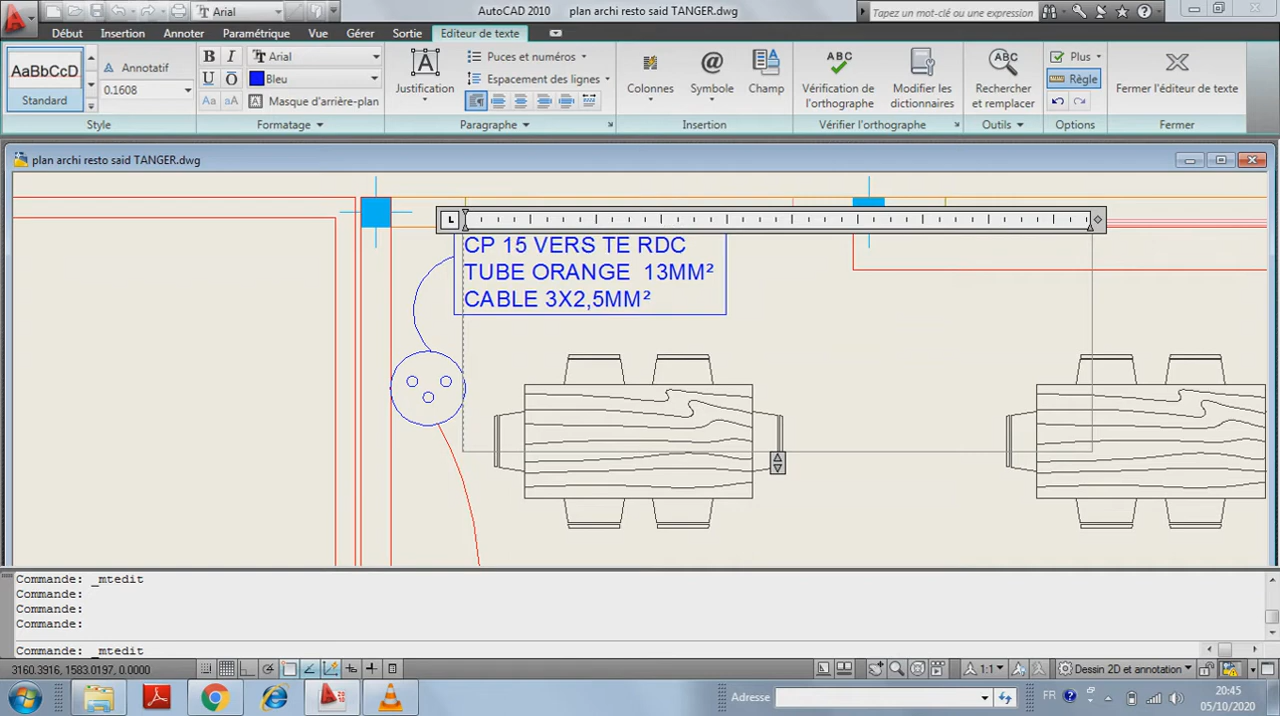 Arial
AutoCAD 2010 plan archi resto said TANGER.dwg
Tapez un mot-clé ou une expression
Début Insertion Annoter Paramétrique Vue Gérer Sortie Editeur de texte
AaBbCcD
Standard
Annotatif
0.1608
Style
B I Arial
U O Bleu
Aa Aa Masque d'arrière-plan
Formatage
A
Justification
Puces et numéros
Espacement des lignes
Paragraphe
Colonnes
@
Symbole
Champ
Insertion
ABC
Vérification de l'orthographe
Modifier les dictionnaires
Vérifier l'orthographe
ABC
Rechercher et remplacer
Outils
Plus
Règle
Options
Fermer l'éditeur de texte
Fermer
plan archi resto said TANGER.dwg
L
CP 15 VERS TE RDC
TUBE ORANGE 13MM²
CABLE 3X2,5MM²
Commande: _mtedit
Commande:
Commande:
Commande:
Commande: _mtedit
3160.3916, 1583.0197, 0.0000
1:1
Dessin 2D et annotation
Adresse
FR
20:45
05/10/2020